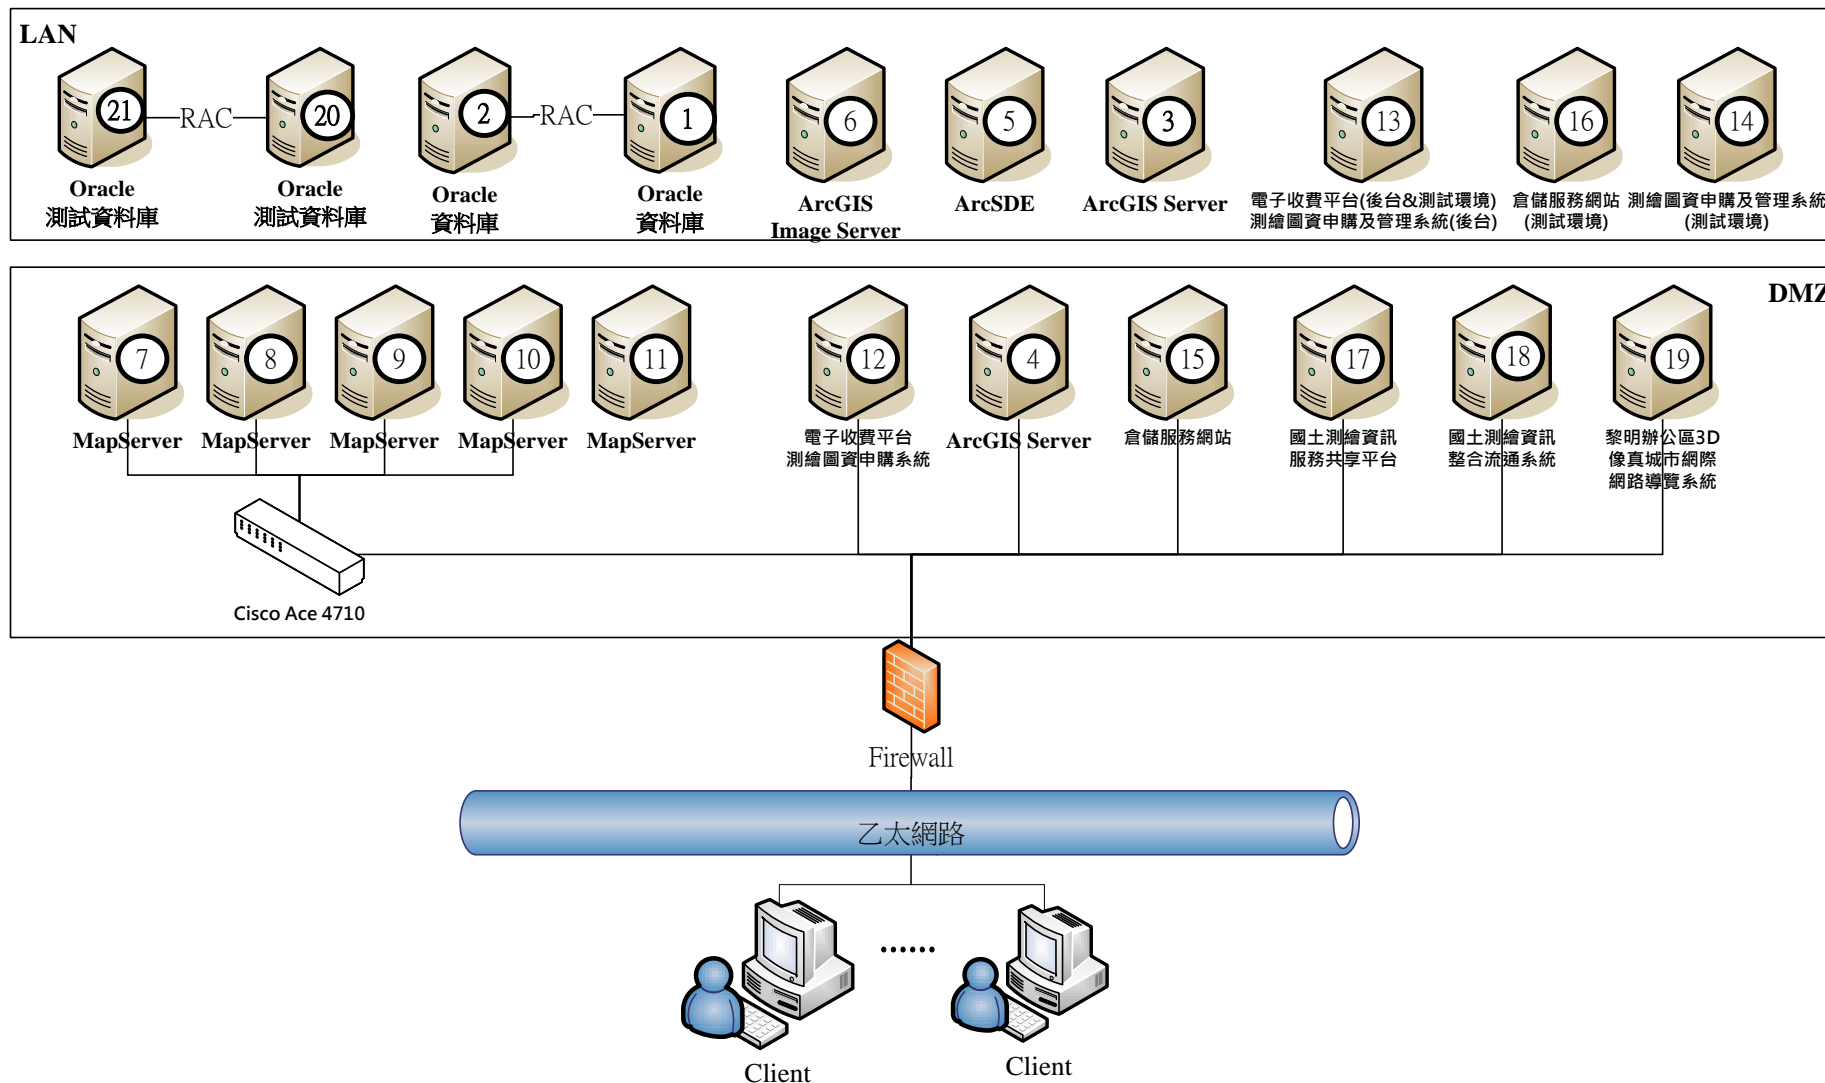 LAN
21
RAC
20
2
RAC
1
6
5
3
13
16
14
Oracle
測試資料庫
Oracle
測試資料庫
Oracle
資料庫
Oracle
資料庫
ArcGIS
Image Server
ArcSDE
ArcGIS Server
電子收費平台(後台&測試環境)
測繪圖資申購及管理系統(後台)
倉儲服務網站
(測試環境)
測繪圖資申購及管理系統
(測試環境)
DMZ
7
8
9
10
11
12
4
15
17
18
19
MapServer
MapServer
MapServer
MapServer
MapServer
電子收費平台
測繪圖資申購系統
ArcGIS Server
倉儲服務網站
國土測繪資訊
服務共享平台
國土測繪資訊
整合流通系統
黎明辦公區3D
像真城市網際
網路導覽系統
Cisco Ace 4710
Firewall
乙太網路
......
Client
Client